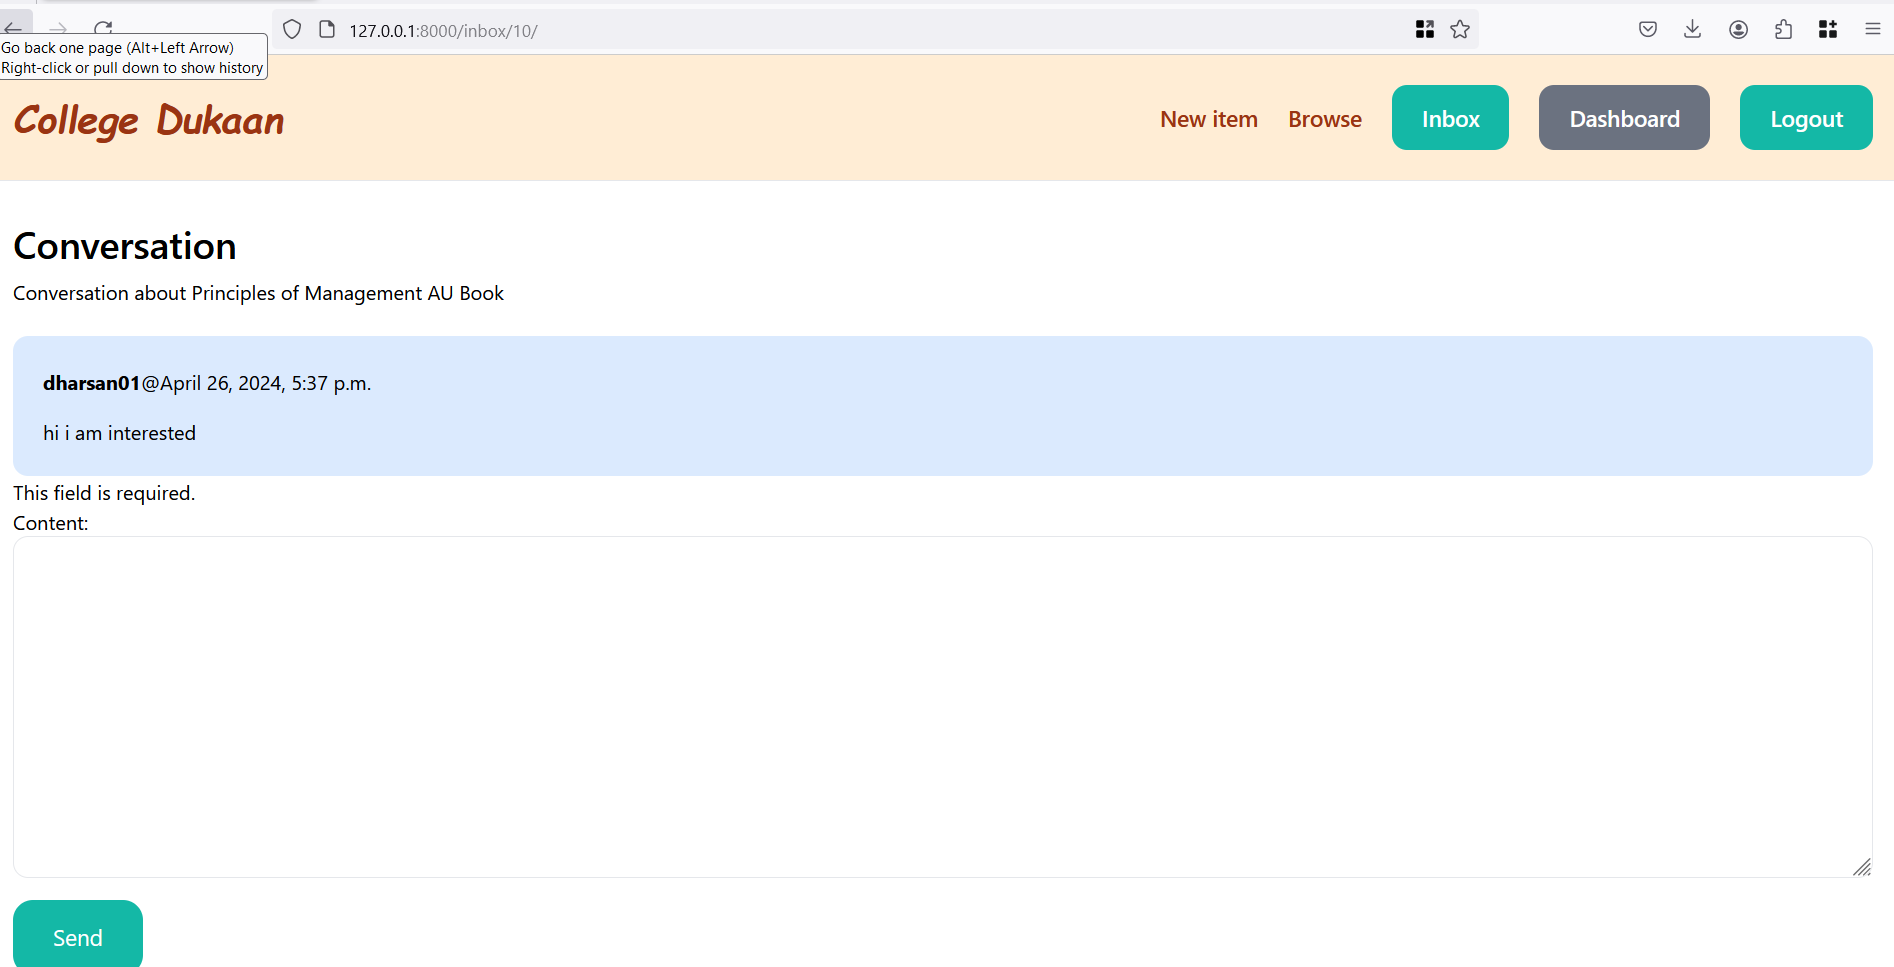 127.0.0.1:8000/inbox/10/
Go back one page (Alt+Left Arrow)
Right-click or pull down to show history
College Dukaan
New item Browse Inbox Dashboard Logout
Conversation
Conversation about Principles of Management AU Book
dharsan01@April 26, 2024, 5:37 p.m.
hi i am interested
This field is required.
Content:
Send